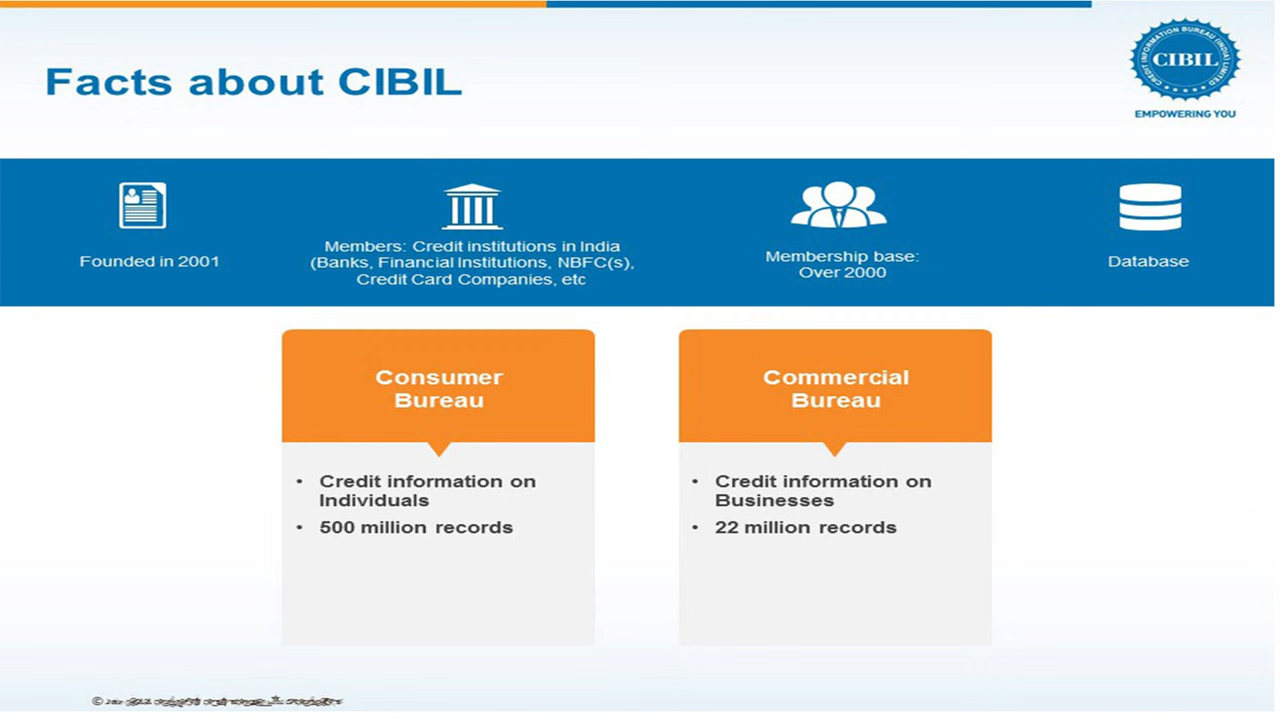 Facts about CIBIL
CREDIT INFORMATION BUREAU (INDIA) LIMITED
CIBIL
EMPOWERING YOU
Founded in 2001
Members: Credit institutions in India
(Banks, Financial Institutions, NBFC(s),
Credit Card Companies, etc
Membership base:
Over 2000
Database
Consumer
Bureau
• Credit information on
Individuals
• 500 million records
Commercial
Bureau
• Credit information on
Businesses
• 22 million records
©